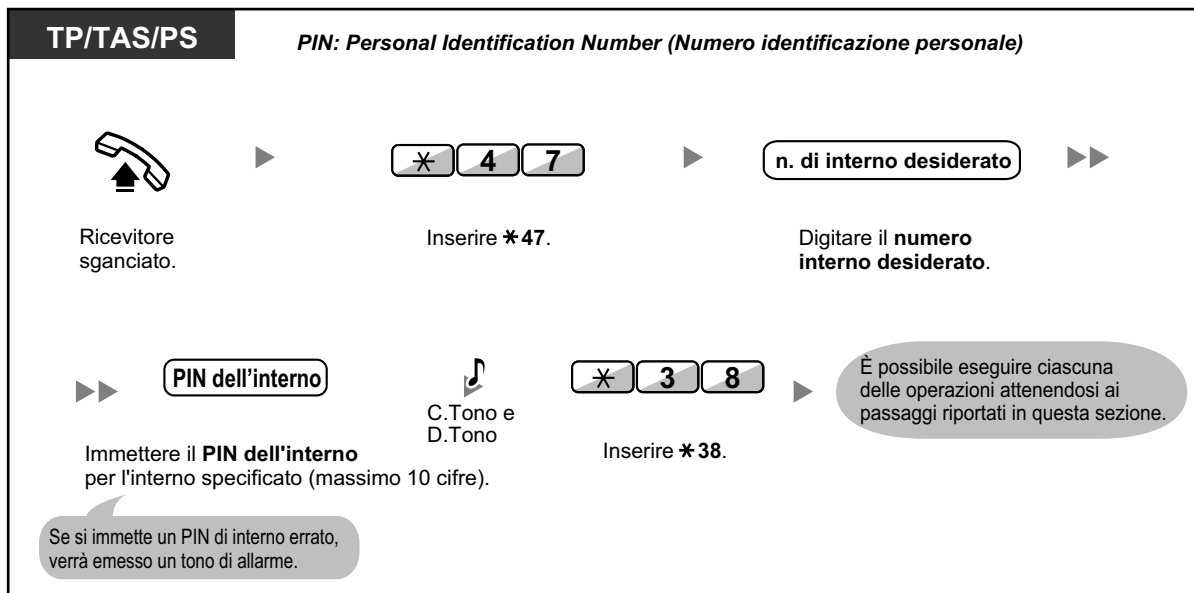 TP/TAS/PS
PIN: Personal Identification Number (Numero identificazione personale)
* 4 7
n. di interno desiderato
Ricevitore
sganciato.
Inserire *47.
Digitare il numero
interno desiderato.
PIN dell'interno
Immettere il PIN dell'interno
per l'interno specificato (massimo 10 cifre).
Se si immette un PIN di interno errato,
verrà emesso un tono di allarme.
C.Tono e
D.Tono
* 3 8
Inserire *38.
È possibile eseguire ciascuna
delle operazioni attenendosi ai
passaggi riportati in questa sezione.